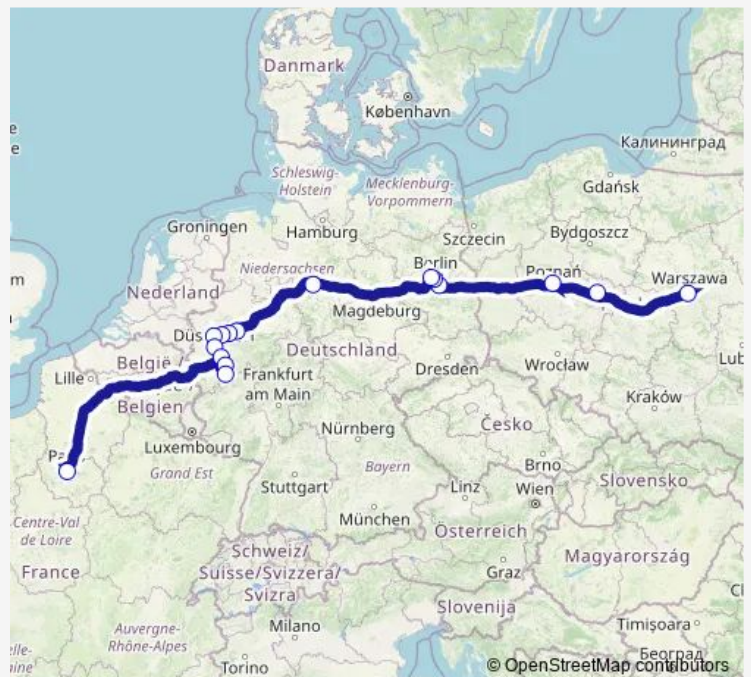 Danmark
København
Калининград
Schleswig-
Holstein
Mecklenburg-
Vorpommern
Gdańsk
Groningen
Hamburg
Szczecin
Bydgoszcz
Berlin
Niedersachsen
Poznań
Warszawa
Nederland
Magdeburg
Düs
België /
Belgien
Deutschland
Lille
Dresden
Wrocław
Frankfurt
am Main
Kraków
Luxembourg
Nürnberg
Česko
Grand Est
Bayern
Brno
Slovensko
Stuttgart
Linz
Wien
Centre-Val
de Loire
München
Österreich
France
Schweiz/
Suisse/Svizzera/
Svizra
Magyarország
Graz
Slovenija
Auvergne-
Rhône-Alpes
Milano
Timișoara
Torino
Београд
© OpenStreetMap contributors